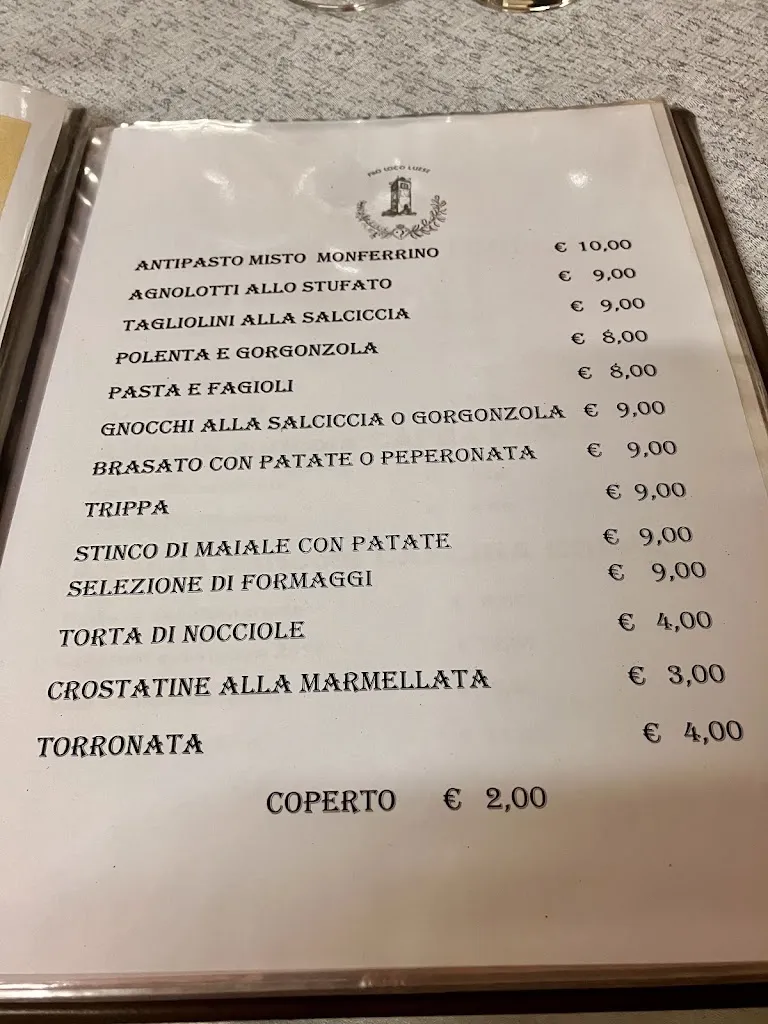 PRO LOCO
ANTIPASTO MISTO MONFERRINO € 10,00
AGNOLOTTI ALLO STUFATO € 9,00
TAGLIOLINI ALLA SALCICCIA € 9,00
POLENTA E GORGONZOLA € 8,00
PASTA E FAGIOLI € 8,00
GNOCCHI ALLA SALCICCIA O GORGONZOLA € 9,00
BRASATO CON PATATE O PEPERONATA € 9,00
TRIPPA € 9,00
STINCO DI MAIALE CON PATATE € 9,00
SELEZIONE DI FORMAGGI € 9,00
TORTA DI NOCCIOLE € 4,00
CROSTATINE ALLA MARMELLATA € 3,00
TORRONATA € 4,00
COPERTO € 2,00